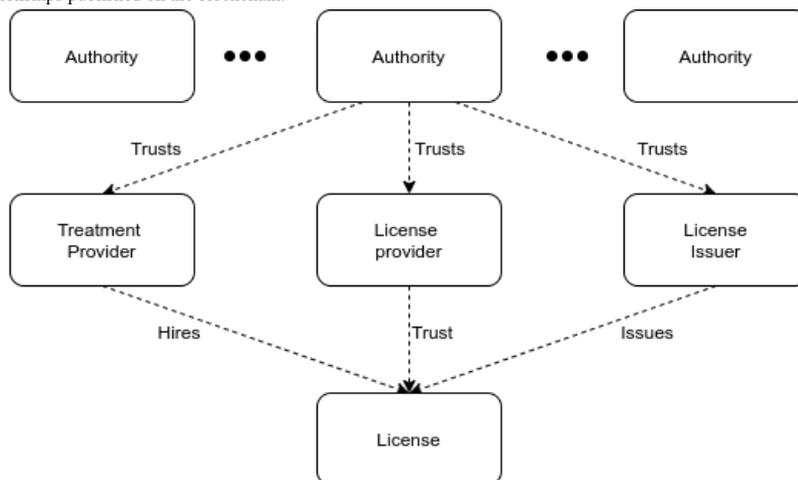 Authority
Authority
Authority
Trusts
Trusts
Trusts
Treatment
Provider
License
provider
License
Issuer
Hires
Trust
Issues
License